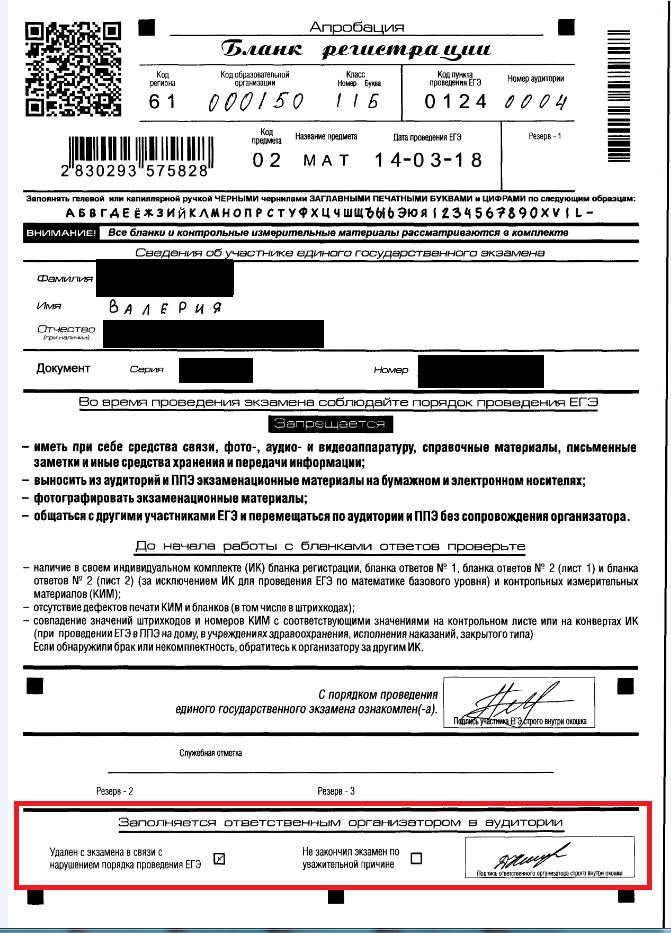 Апробация
Бланк регистрации
Код региона
Код образовательной организации
Класс
Номер Буква
Код пункта проведения ЕГЭ
Номер аудитории
61 000150 11Б 0124 0004
2 830293 575828
Код предмета
Название предмета
Дата проведения ЕГЭ
Резерв - 1
02 МАТ 14-03-18
Заполнять гелевой или капиллярной ручкой ЧЕРНЫМИ чернилами ЗАГЛАВНЫМИ ПЕЧАТНЫМИ БУКВАМИ и ЦИФРАМИ по следующим образцам:
АБВГДЕЁЖЗИЙКЛМНОПРСТУФХЦЧШЩЪЫЬЭЮЯ1234567890XVIL-
ВНИМАНИЕ! Все бланки и контрольные измерительные материалы рассматриваются в комплекте
Сведения об участнике единого государственного экзамена
Фамилия
Имя ВАЛЕРИЯ
Отчество
(при наличии)
Документ Серия Номер
Во время проведения экзамена соблюдайте порядок проведения ЕГЭ
Запрещается:
– иметь при себе средства связи, фото-, аудио- и видеоаппаратуру, справочные материалы, письменные
заметки и иные средства хранения и передачи информации;
– выносить из аудиторий и ППЭ экзаменационные материалы на бумажном и электронном носителях;
– фотографировать экзаменационные материалы;
– общаться с другими участниками ЕГЭ и перемещаться по аудитории и ППЭ без сопровождения организатора.
До начала работы с бланками ответов проверьте
– наличие в своем индивидуальном комплекте (ИК) бланка регистрации, бланка ответов № 1, бланка ответов № 2 (лист 1) и бланка
ответов № 2 (лист 2) (за исключением ИК для проведения ЕГЭ по математике базового уровня) и контрольных измерительных
материалов (КИМ);
– отсутствие дефектов печати КИМ и бланков (в том числе в штрихкодах);
– совпадение значений штрихкодов и номеров КИМ с соответствующими значениями на контрольном листе или на конвертах ИК
(при проведении ЕГЭ в ППЭ на дому, в учреждениях здравоохранения, исполнения наказаний, закрытого типа)
Если обнаружили брак или некомплектность, обратитесь к организатору за другим ИК.
С порядком проведения
единого государственного экзамена ознакомлен(-а).
Подпись участника ЕГЭ строго внутри окошка
Служебная отметка
Резерв - 2 Резерв - 3
Заполняется ответственным организатором в аудитории
Удален с экзамена в связи с
нарушением порядка проведения ЕГЭ
Не закончил экзамен по
уважительной причине
Подпись ответственного организатора строго внутри окошка